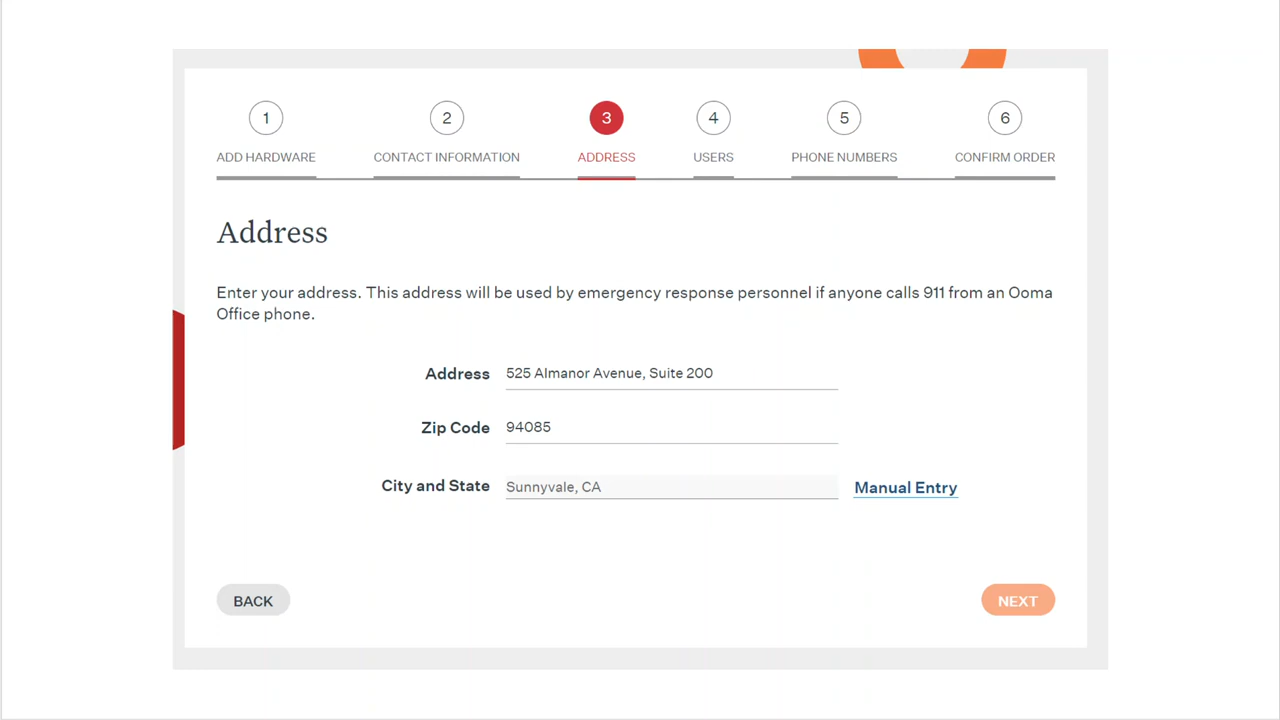 1 2 3 4 5 6
ADD HARDWARE CONTACT INFORMATION ADDRESS USERS PHONE NUMBERS CONFIRM ORDER
Address
Enter your address. This address will be used by emergency response personnel if anyone calls 911 from an Ooma
Office phone.
Address 525 Almanor Avenue, Suite 200
Zip Code 94085
City and State Sunnyvale, CA Manual Entry
BACK NEXT